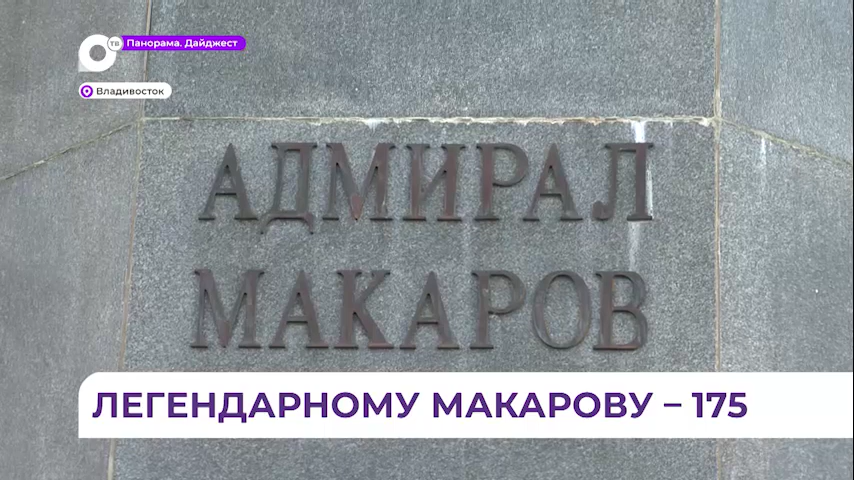 ТВ
Панорама. Дайджест
Владивосток
АДМИРАЛ
МАКАРОВ
ЛЕГЕНДАРНОМУ МАКАРОВУ – 175